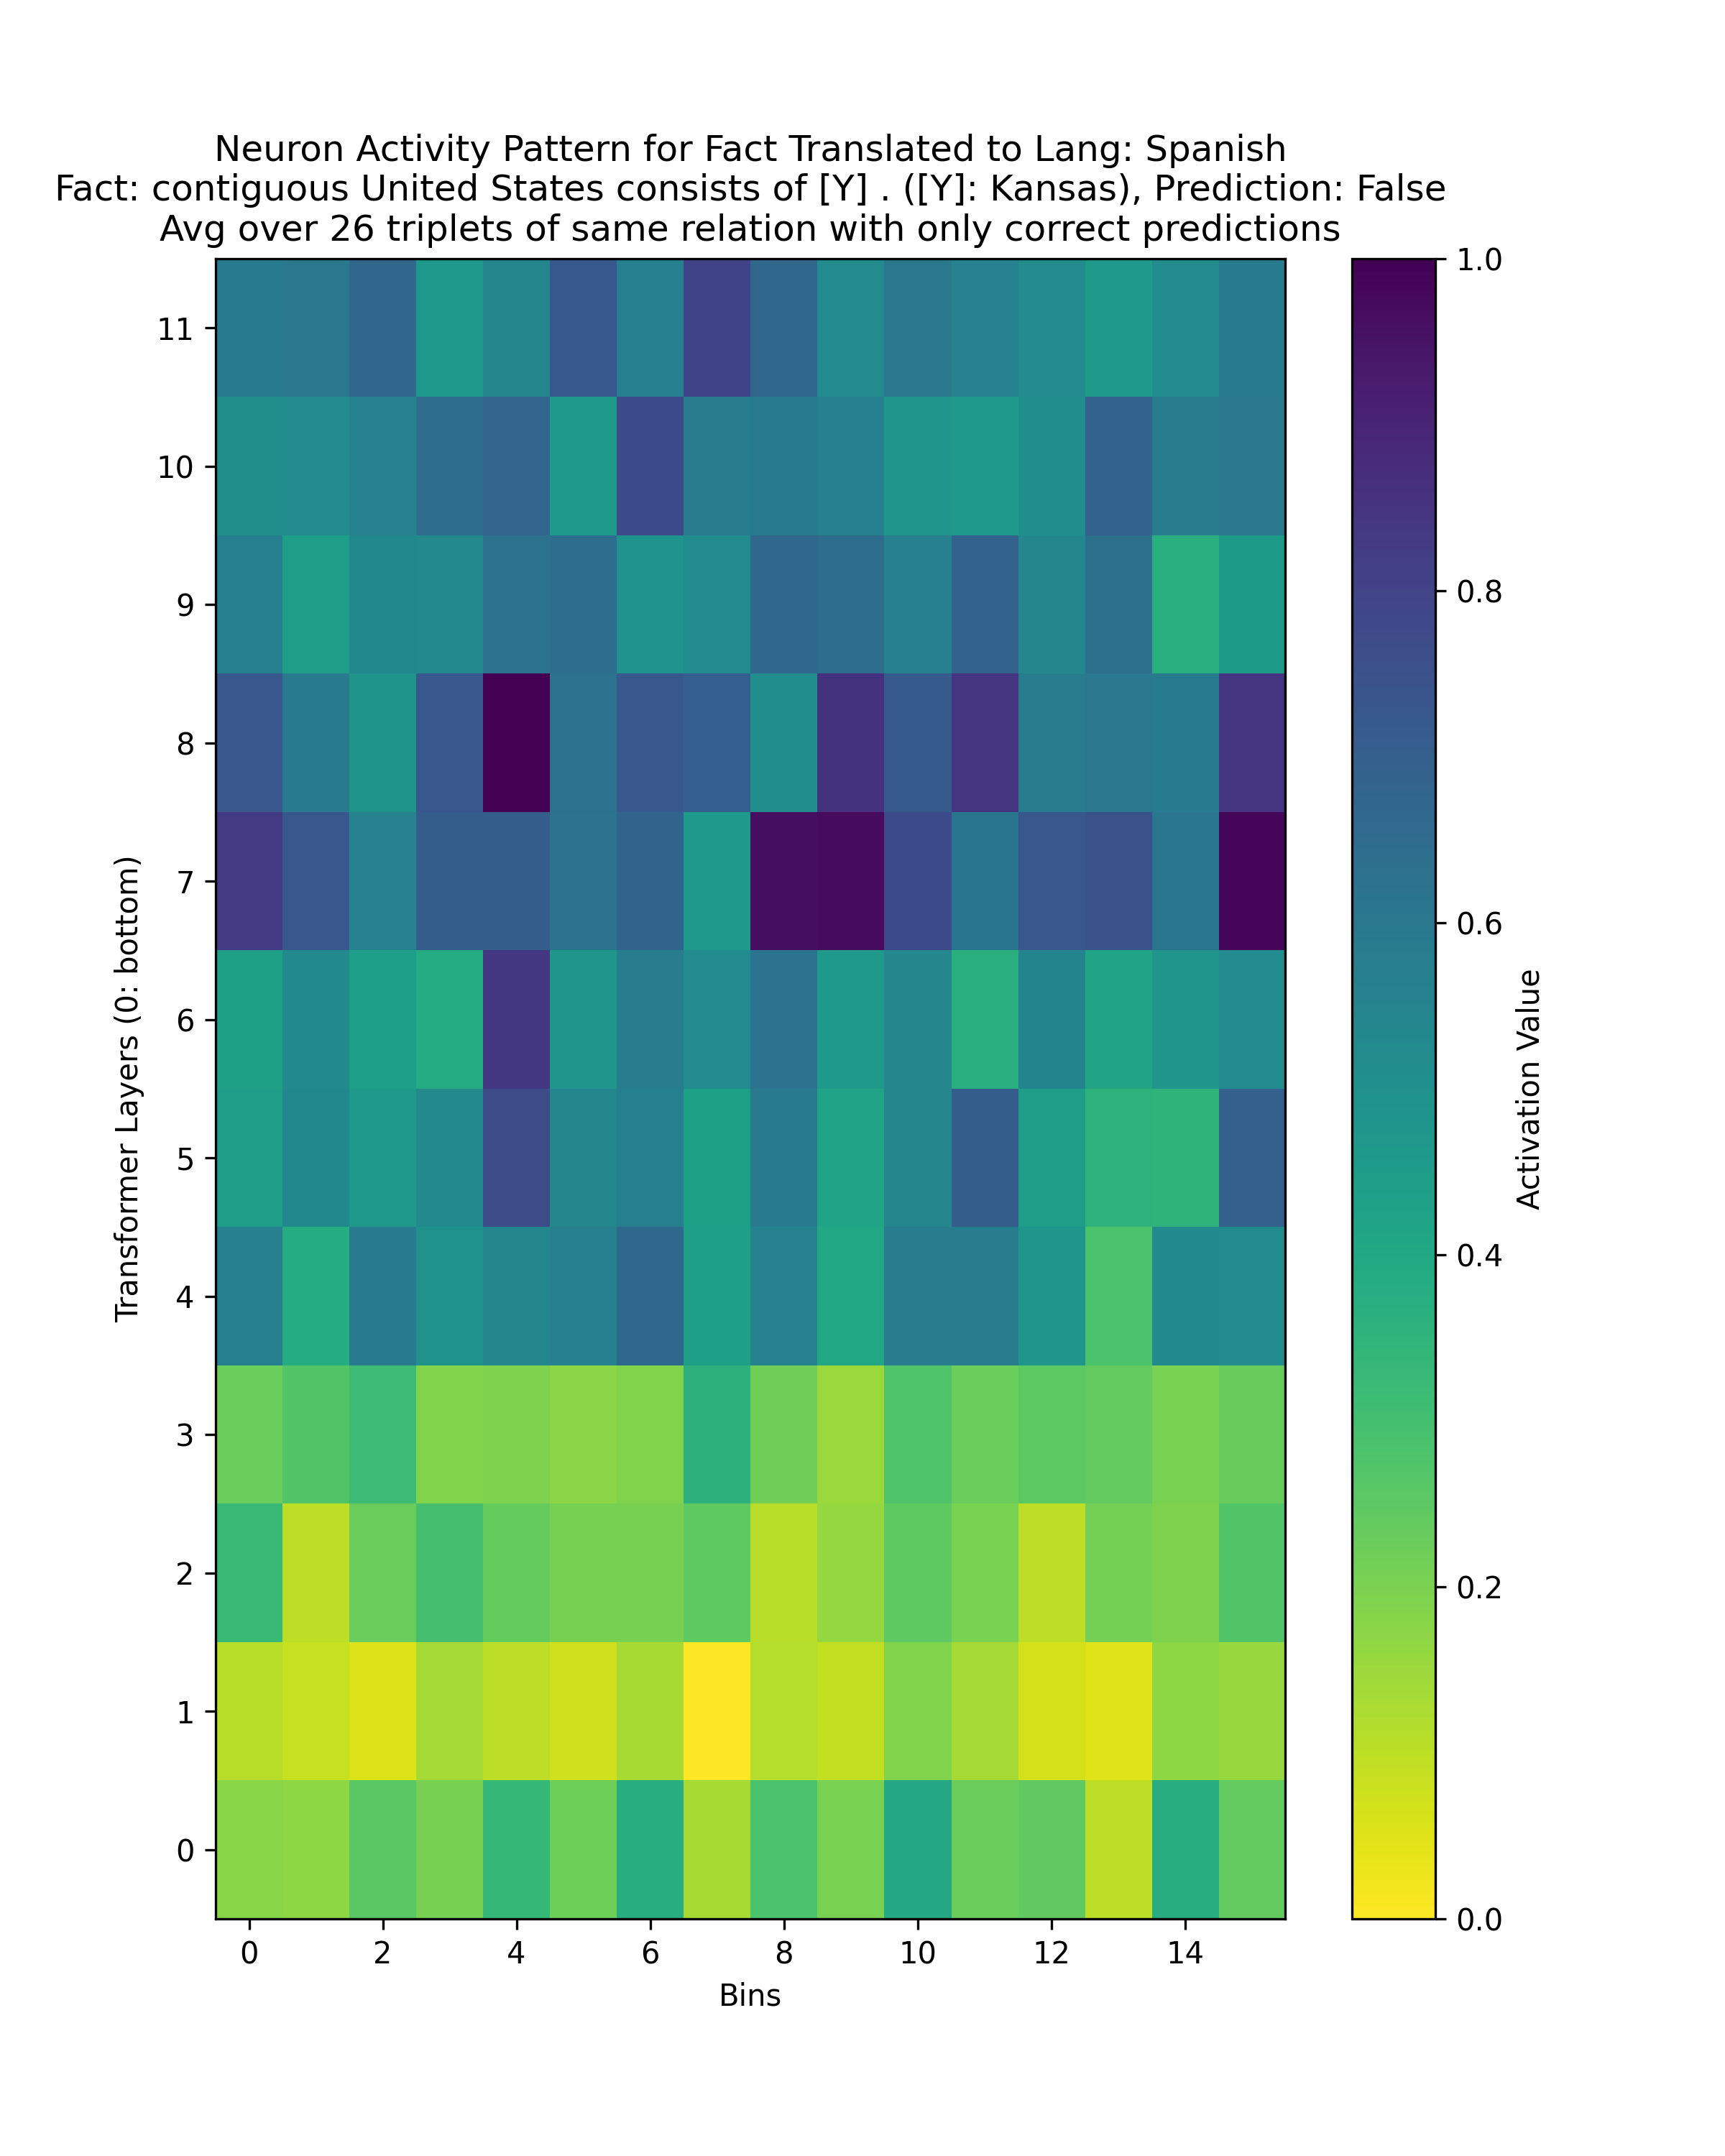 Neuron Activity Pattern for Fact Translated to Lang: Spanish
Fact: contiguous United States consists of [Y] . ([Y]: Kansas), Prediction: False
Avg over 26 triplets of same relation with only correct predictions
11
10
9
8
7
6
5
4
3
2
1
0
Transformer Layers (0: bottom)
0 2 4 6 8 10 12 14
Bins
1.0
0.8
0.6
0.4
0.2
0.0
Activation Value